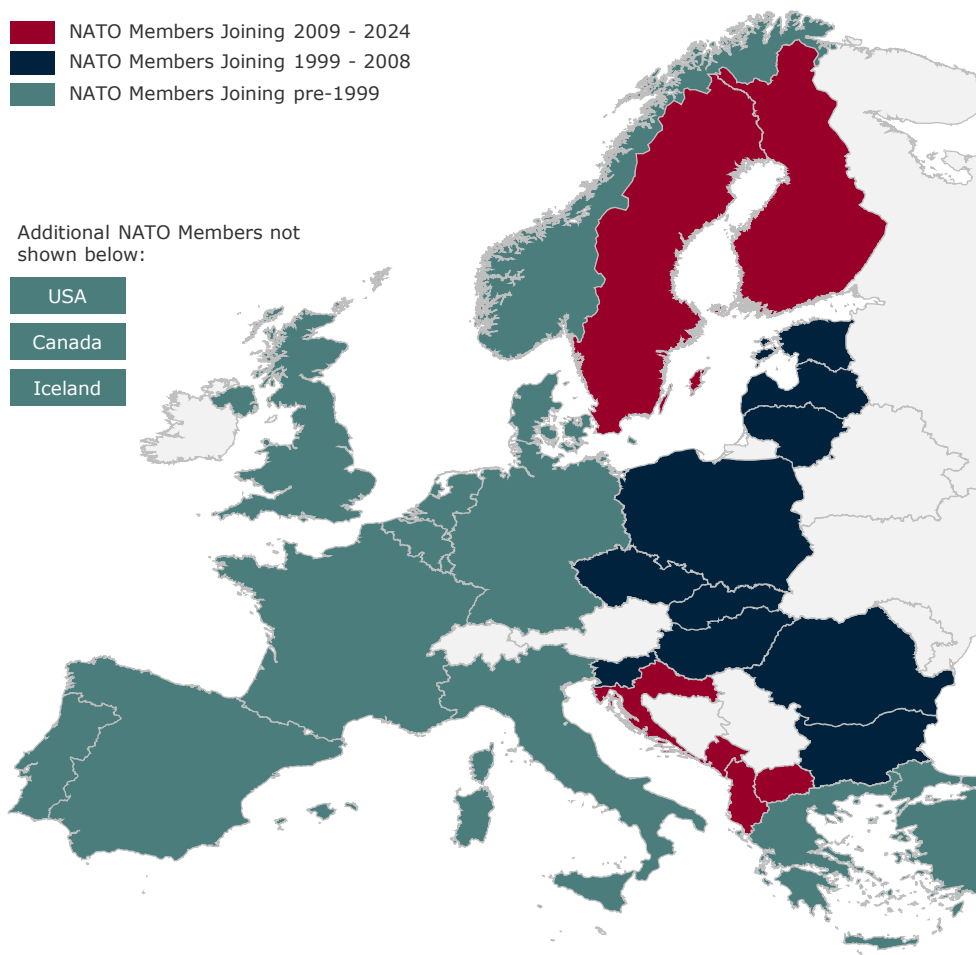 NATO Members Joining 2009 - 2024
NATO Members Joining 1999 - 2008
NATO Members Joining pre-1999
Additional NATO Members not
shown below:
USA
Canada
Iceland